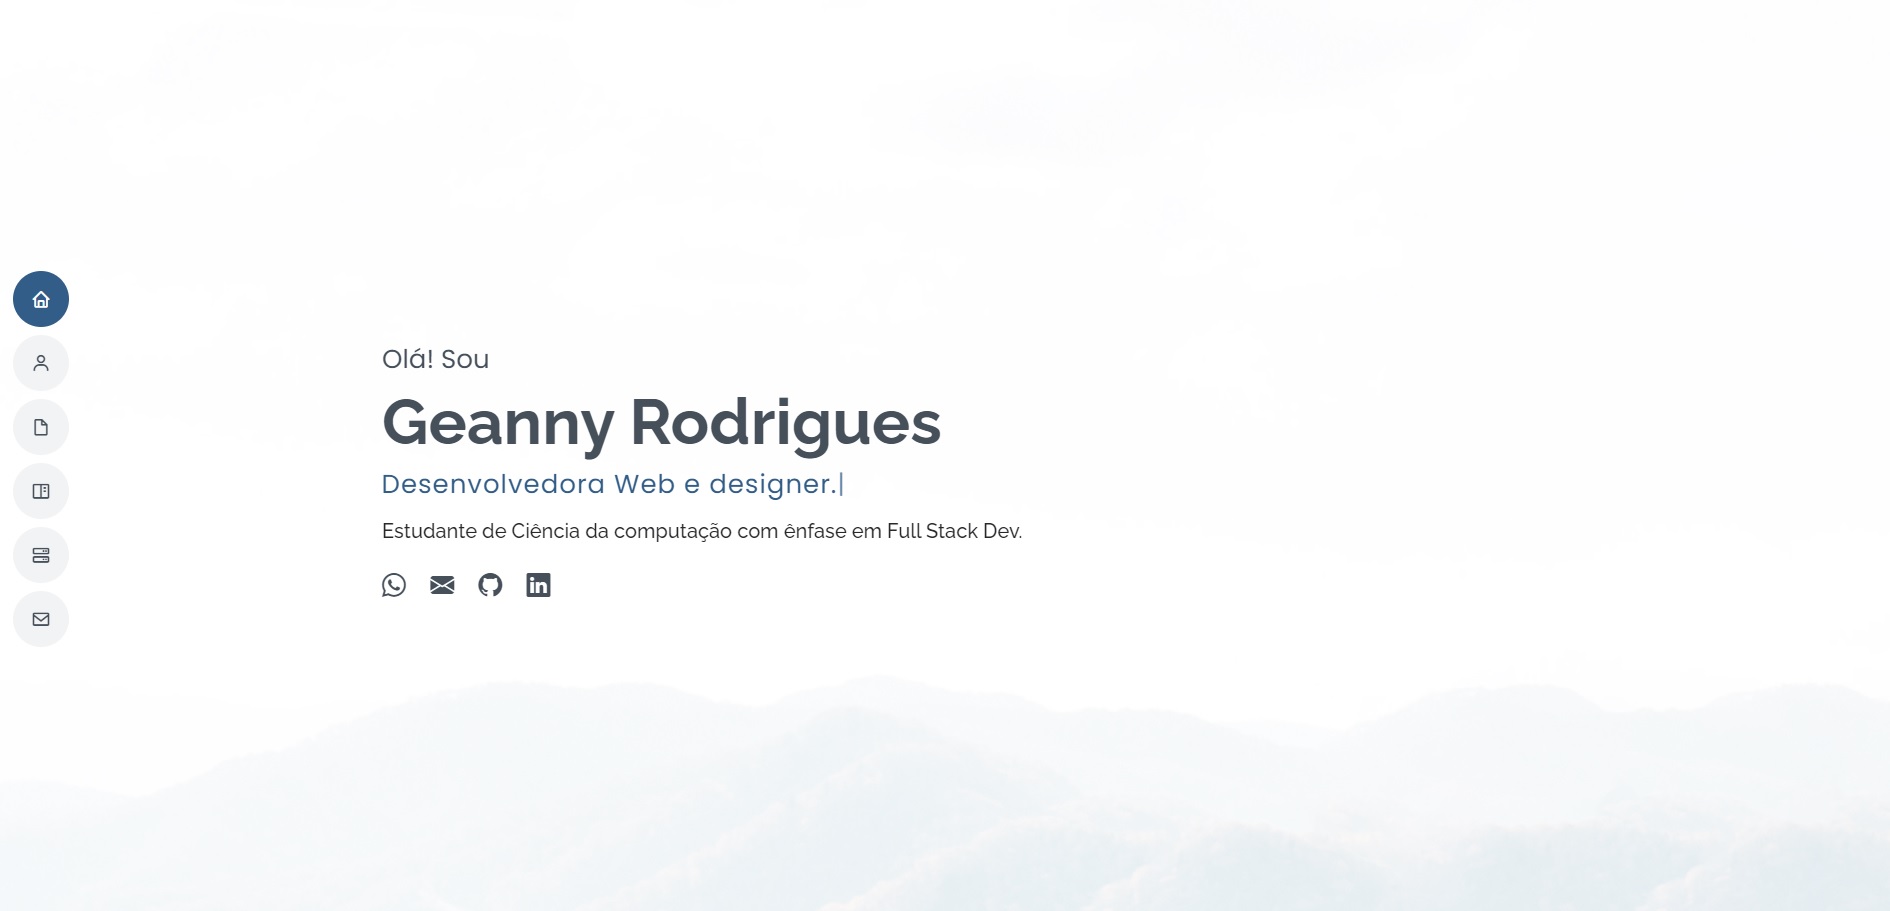 Olá! Sou
Geanny Rodrigues
Desenvolvedora Web e designer.
Estudante de Ciência da computação com ênfase em Full Stack Dev.